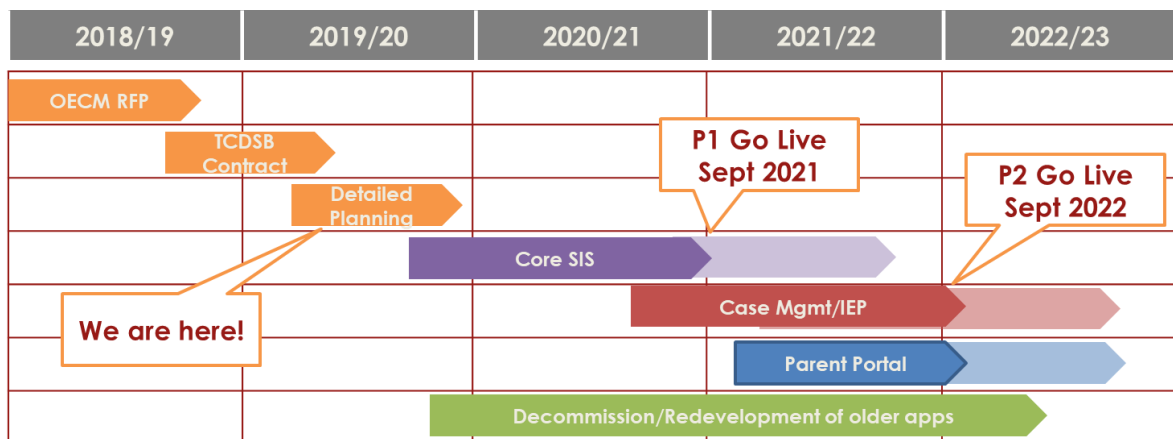 2018/19
2019/20
2020/21
2021/22
2022/23
OECM RFP
TCDSB
Contract
P1 Go Live
Sept 2021
P2 Go Live
Sept 2022
Detailed
Planning
Core SIS
Case Mgmt/IEP
We are here!
Parent Portal
Decommission/Redevelopment of older apps